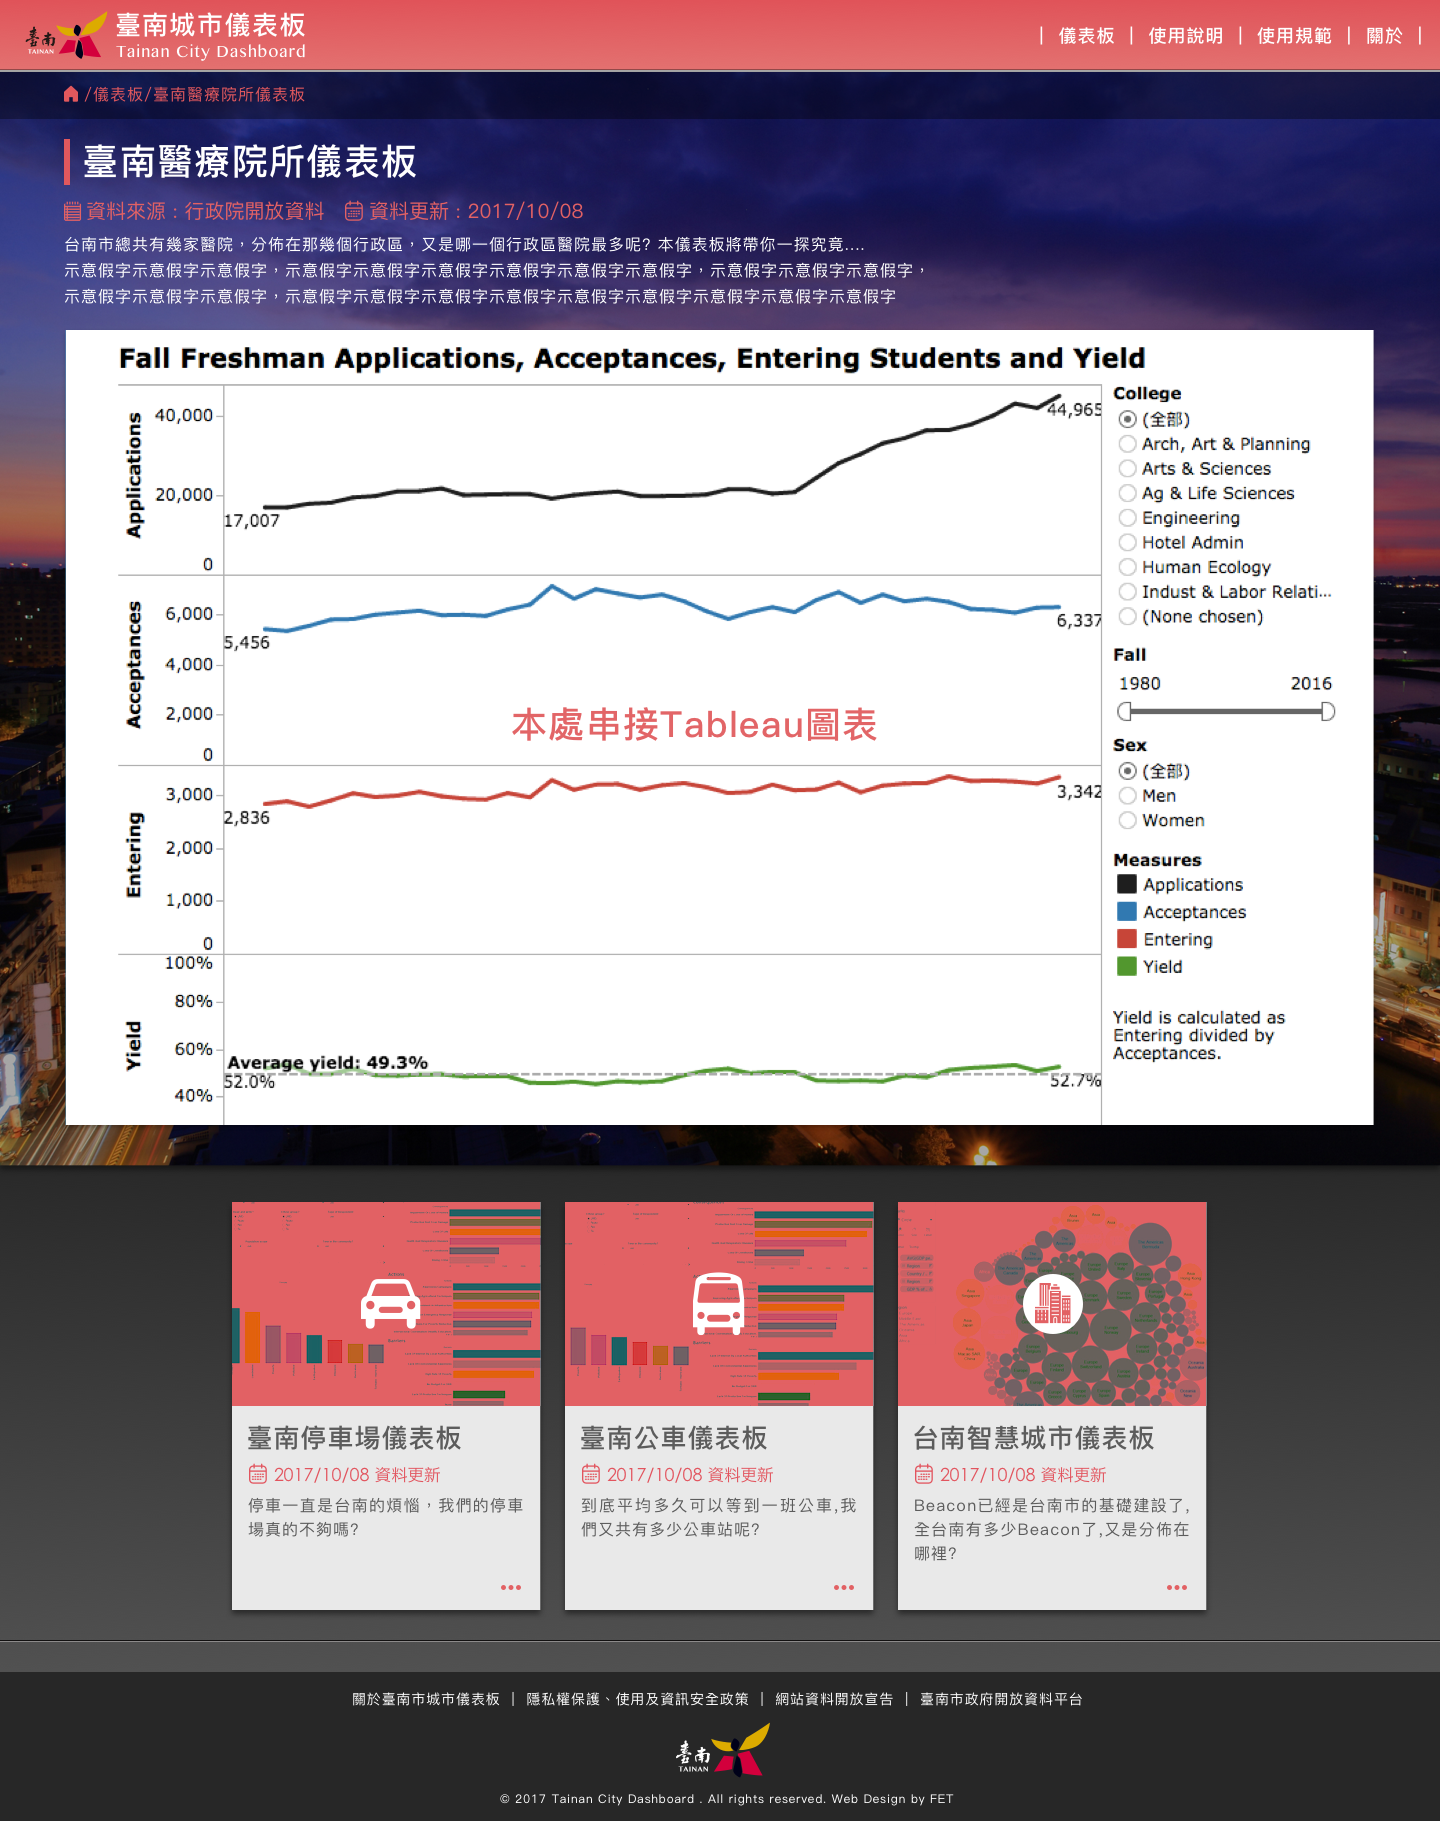 臺南
TAINAN
臺南城市儀表板
Tainan City Dashboard
| 儀表板 | 使用說明 | 使用規範 | 關於 |
/儀表板/臺南醫療院所儀表板
臺南醫療院所儀表板
資料來源：行政院開放資料 資料更新：2017/10/08
台南市總共有幾家醫院，分佈在那幾個行政區，又是哪一個行政區醫院最多呢? 本儀表板將帶你一探究竟....
示意假字示意假字示意假字，示意假字示意假字示意假字示意假字示意假字示意假字，示意假字示意假字示意假字，
示意假字示意假字示意假字，示意假字示意假字示意假字示意假字示意假字示意假字示意假字示意假字示意假字
Fall Freshman Applications, Acceptances, Entering Students and Yield
Applications
40,000
20,000
0
17,007
44,965
Acceptances
6,000
4,000
2,000
0
5,456
6,337
本處串接Tableau圖表
Entering
3,000
2,000
1,000
0
2,836
3,342
Yield
100%
80%
60%
40%
Average yield: 49.3%
52.0%
52.7%
College
(全部)
Arch, Art & Planning
Arts & Sciences
Ag & Life Sciences
Engineering
Hotel Admin
Human Ecology
Indust & Labor Relati...
(None chosen)
Fall
1980 2016
Sex
(全部)
Men
Women
Measures
Applications
Acceptances
Entering
Yield
Yield is calculated as
Entering divided by
Acceptances.
臺南停車場儀表板
2017/10/08 資料更新
停車一直是台南的煩惱，我們的停車
場真的不夠嗎?
臺南公車儀表板
2017/10/08 資料更新
到底平均多久可以等到一班公車,我
們又共有多少公車站呢?
台南智慧城市儀表板
2017/10/08 資料更新
Beacon已經是台南市的基礎建設了,
全台南有多少Beacon了,又是分佈在
哪裡?
關於臺南市城市儀表板 | 隱私權保護、使用及資訊安全政策 | 網站資料開放宣告 | 臺南市政府開放資料平台
臺南
TAINAN
© 2017 Tainan City Dashboard . All rights reserved. Web Design by FET